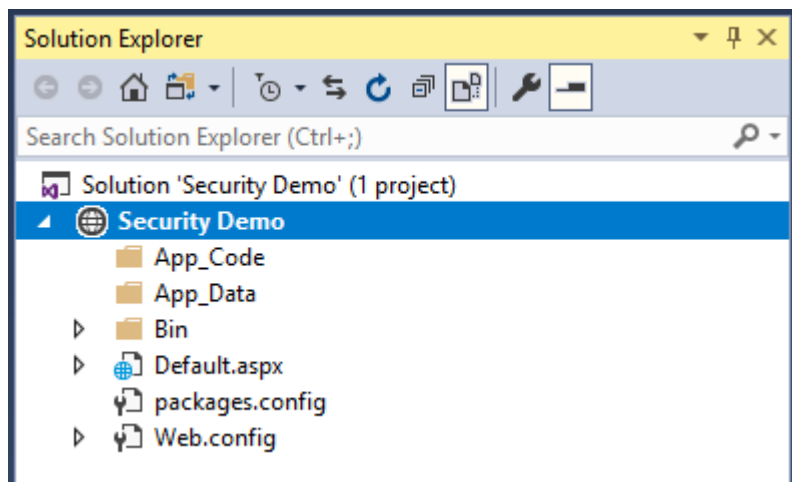 Solution Explorer
Search Solution Explorer (Ctrl+;)
Solution 'Security Demo' (1 project)
Security Demo
App_Code
App_Data
Bin
Default.aspx
packages.config
Web.config